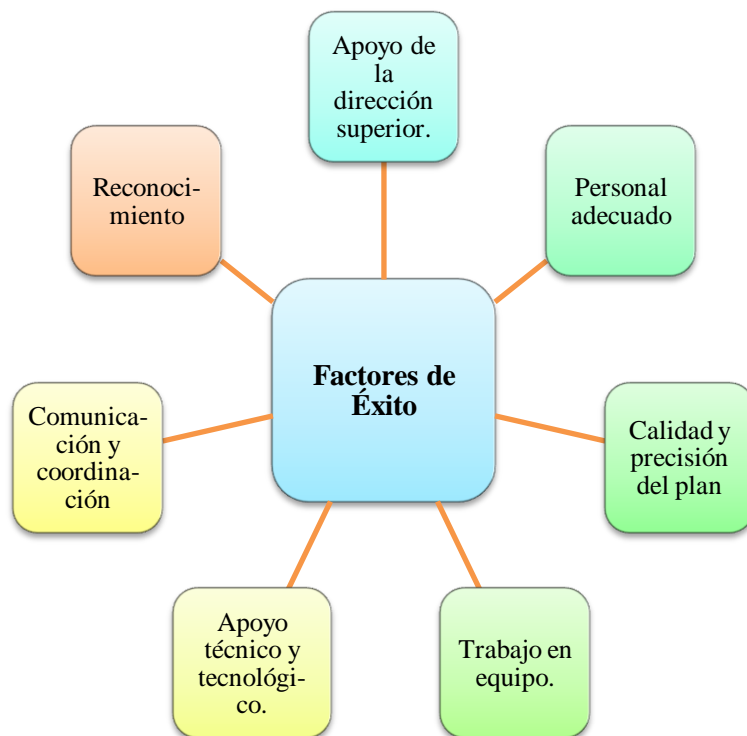 Apoyo de
la
dirección
superior.
Reconoci-
miento
Personal
adecuado
Factores de
Éxito
Comunica-
ción y
coordina-
ción
Calidad y
precisión
del plan
Apoyo
técnico y
tecnológi-
co.
Trabajo en
equipo.